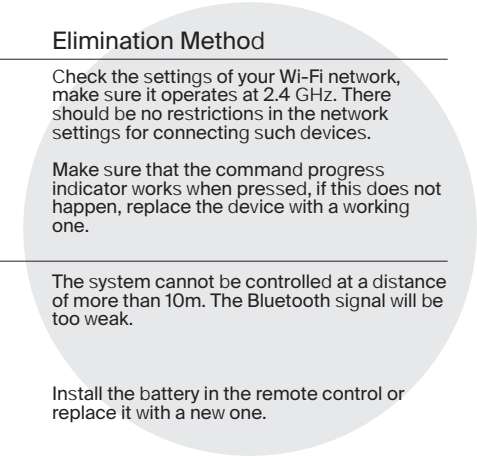 Elimination Method
Check the settings of your Wi-Fi network,
make sure it operates at 2.4 GHz. There
should be no restrictions in the network
settings for connecting such devices.
Make sure that the command progress
indicator works when pressed, if this does not
happen, replace the device with a working
one.
The system cannot be controlled at a distance
of more than 10m. The Bluetooth signal will be
too weak.
Install the battery in the remote control or
replace it with a new one.